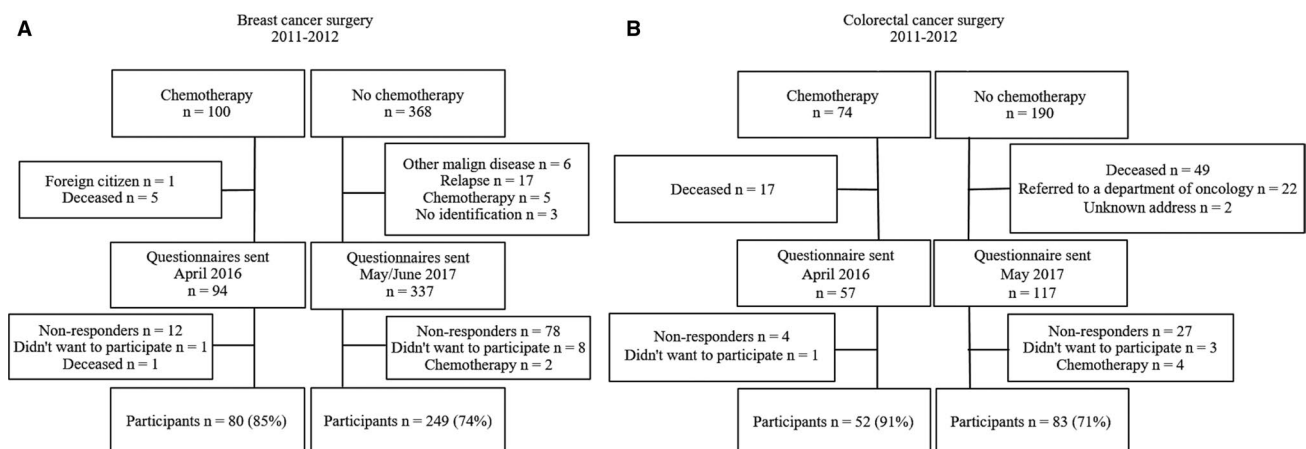 A
Breast cancer surgery
2011-2012
Chemotherapy
n = 100
No chemotherapy
n = 368
Foreign citizen n = 1
Deceased n = 5
Other malign disease n = 6
Relapse n = 17
Chemotherapy n = 5
No identification n = 3
Questionnaires sent
April 2016
n = 94
Questionnaires sent
May/June 2017
n = 337
Non-responders n = 12
Didn't want to participate n = 1
Deceased n = 1
Non-responders n = 78
Didn't want to participate n = 8
Chemotherapy n = 2
Participants n = 80 (85%)
Participants n = 249 (74%)
B
Colorectal cancer surgery
2011-2012
Chemotherapy
n = 74
No chemotherapy
n = 190
Deceased n = 17
Deceased n = 49
Referred to a department of oncology n = 22
Unknown address n = 2
Questionnaire sent
April 2016
n = 57
Questionnaire sent
May 2017
n = 117
Non-responders n = 4
Didn't want to participate n = 1
Non-responders n = 27
Didn't want to participate n = 3
Chemotherapy n = 4
Participants n = 52 (91%)
Participants n = 83 (71%)